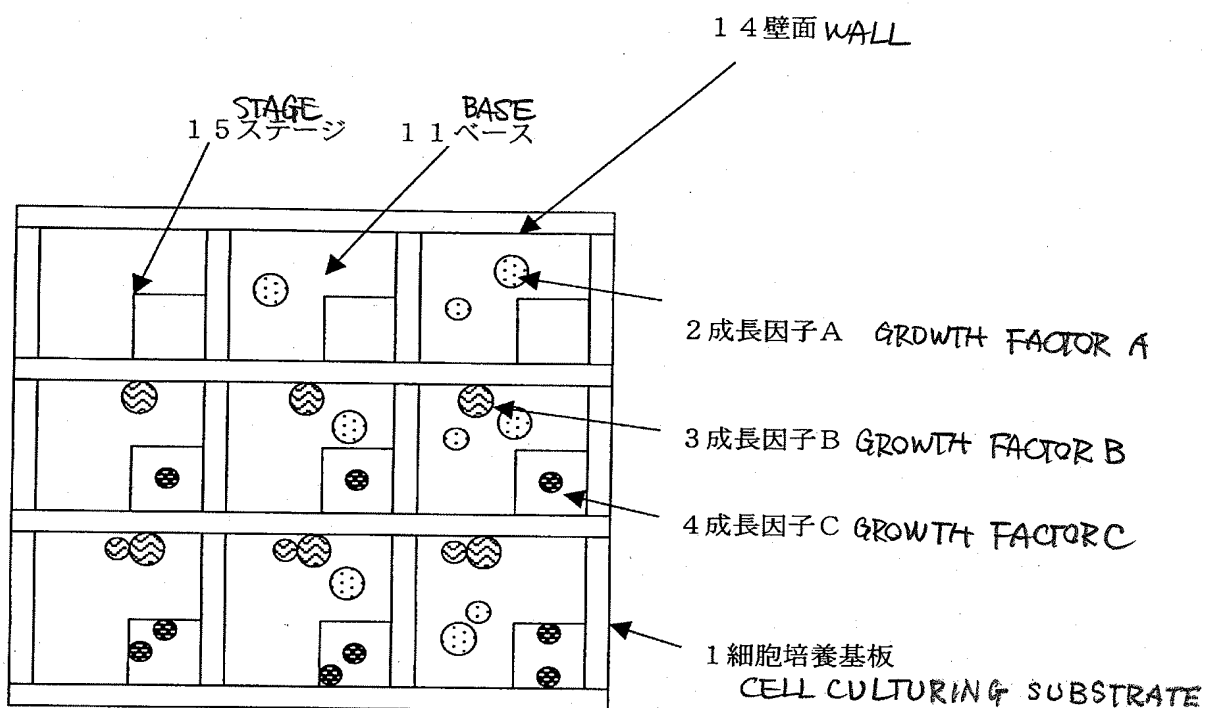 14壁面 WALL
STAGE
15ステージ
BASE
11ベース
2成長因子A GROWTH FACTOR A
3成長因子B GROWTH FACTOR B
4成長因子C GROWTH FACTOR C
1細胞培養基板
CELL CULTURING SUBSTRATE